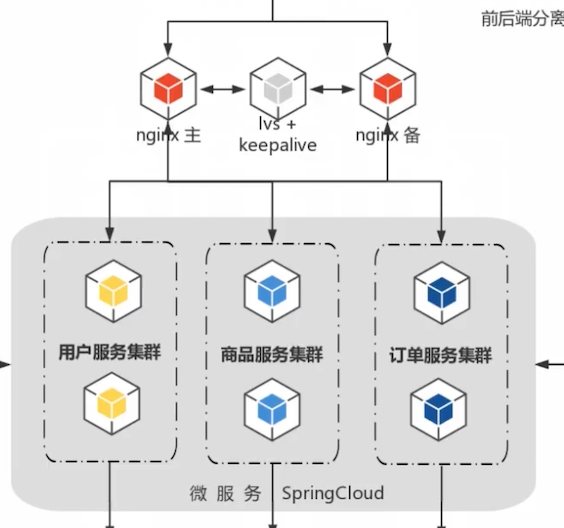 前后端分离
nginx 主
lvs +
keepalive
nginx 备
用户服务集群
商品服务集群
订单服务集群
微 服 务 | SpringCloud